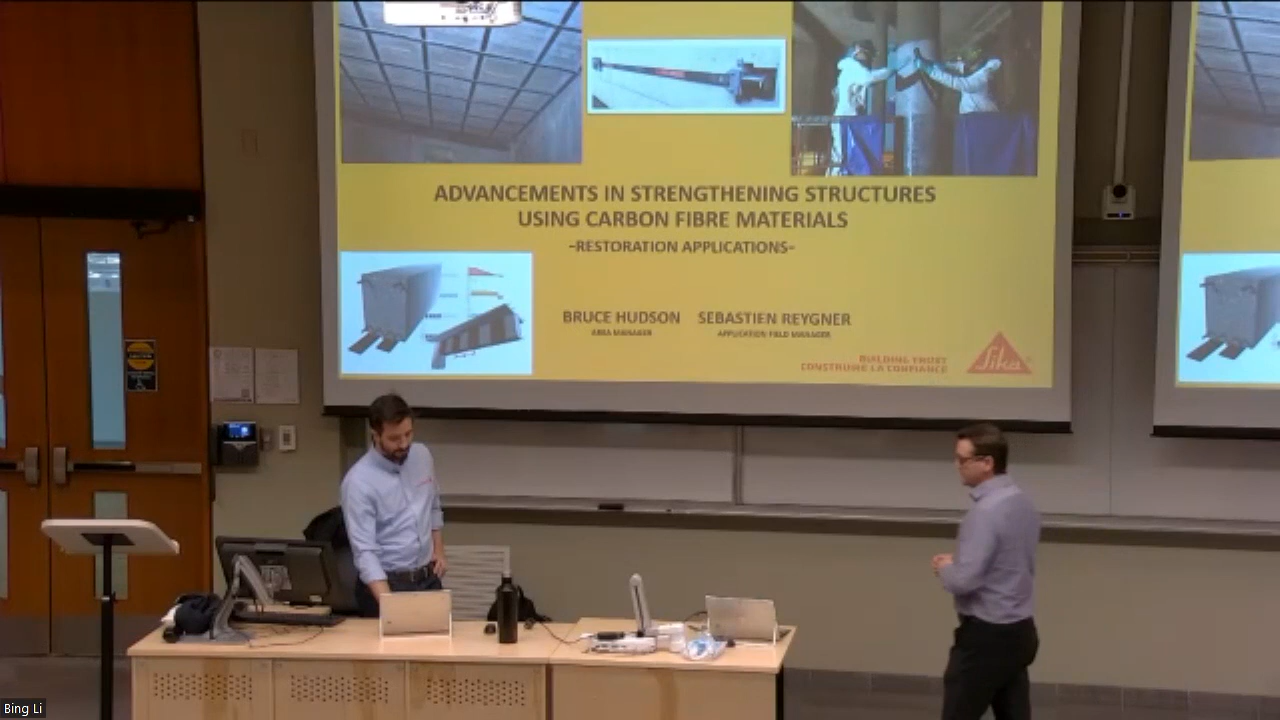 ADVANCEMENTS IN STRENGTHENING STRUCTURES
USING CARBON FIBRE MATERIALS
-RESTORATION APPLICATIONS-
BRUCE HUDSON SEBASTIEN REYGNER
AREA MANAGER APPLICATION FIELD MANAGER
BUILDING TRUST
CONSTRUIRE LA CONFIANCE
Sika®
Bing Li